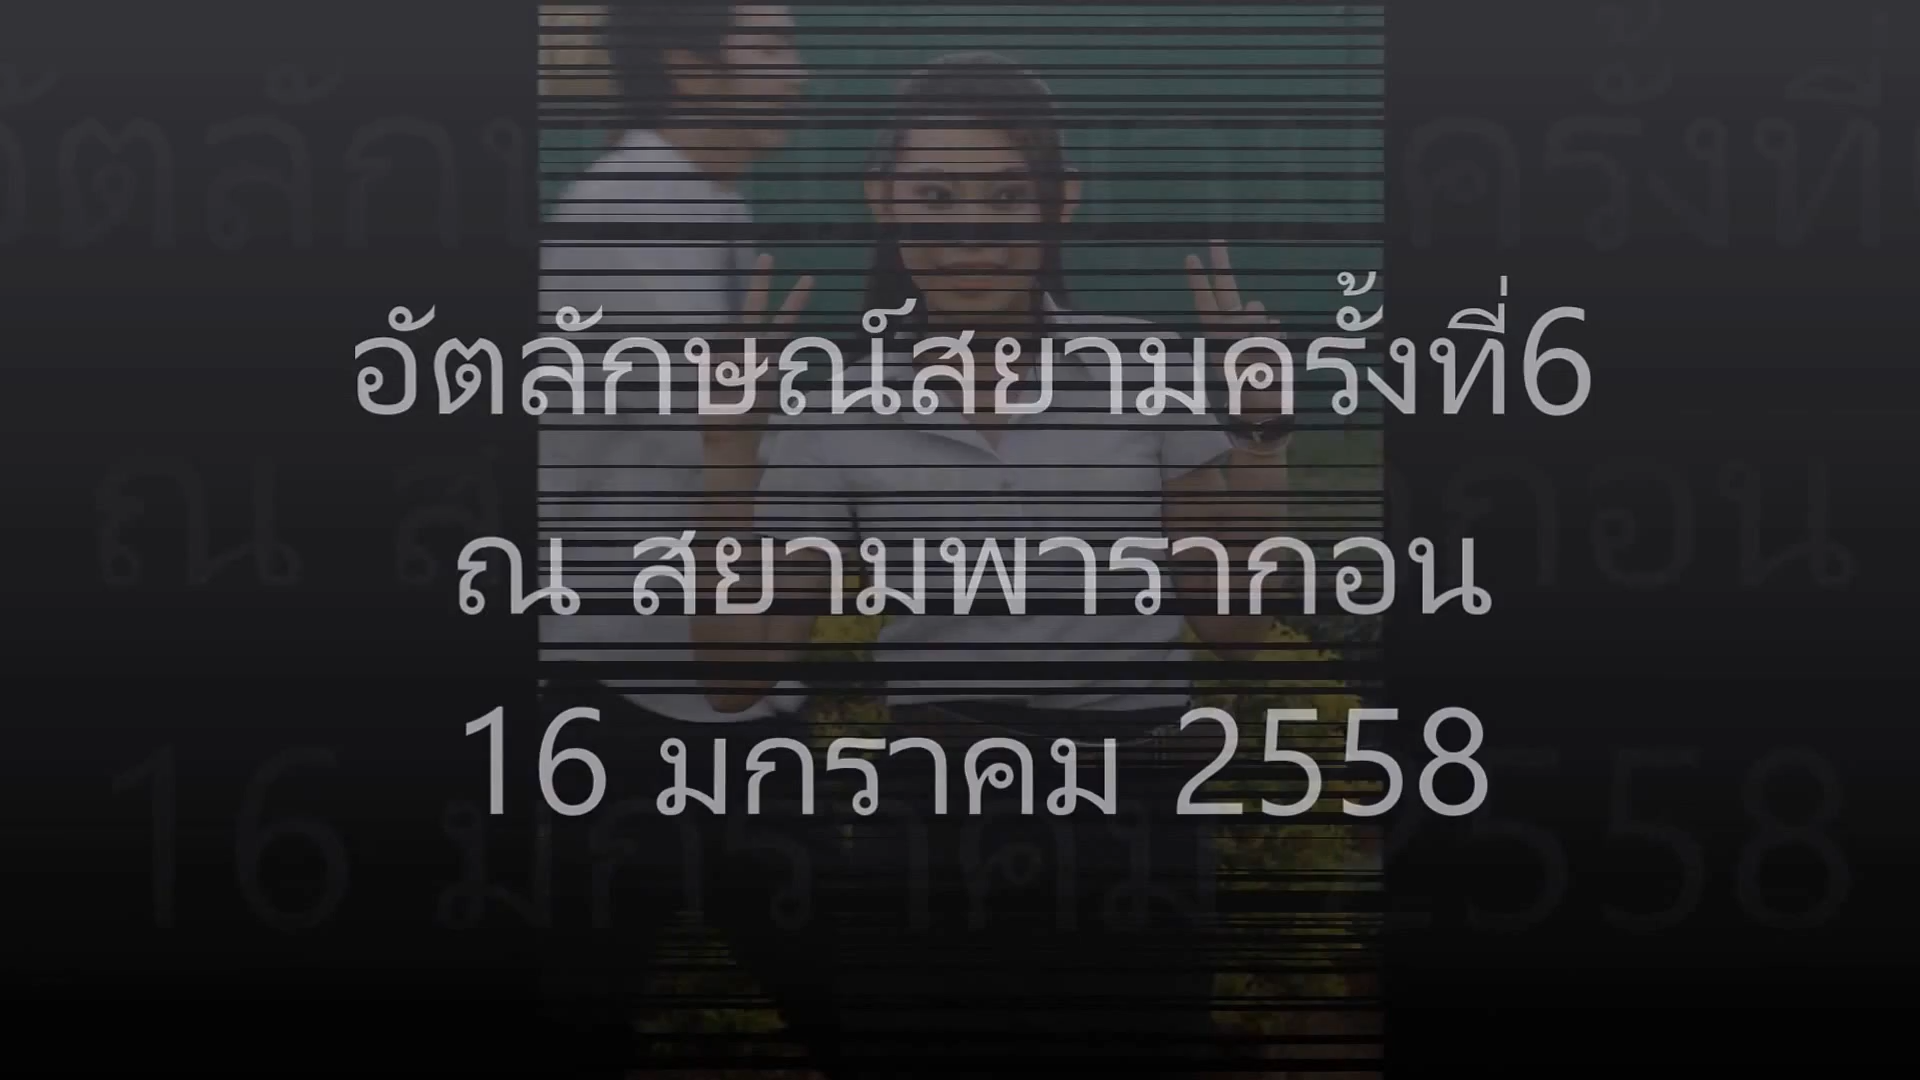 อัตลักษณ์สยามครั้งที่6
ณ สยามพารากอน
16 มกราคม 2558